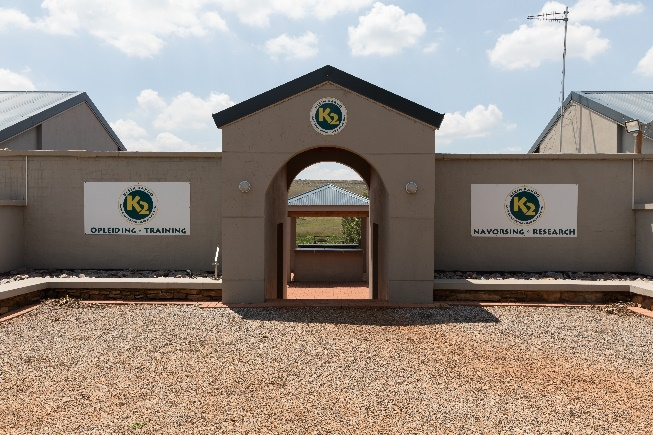 K2
K2
OPLEIDING • TRAINING
K2
NAVORSING • RESEARCH